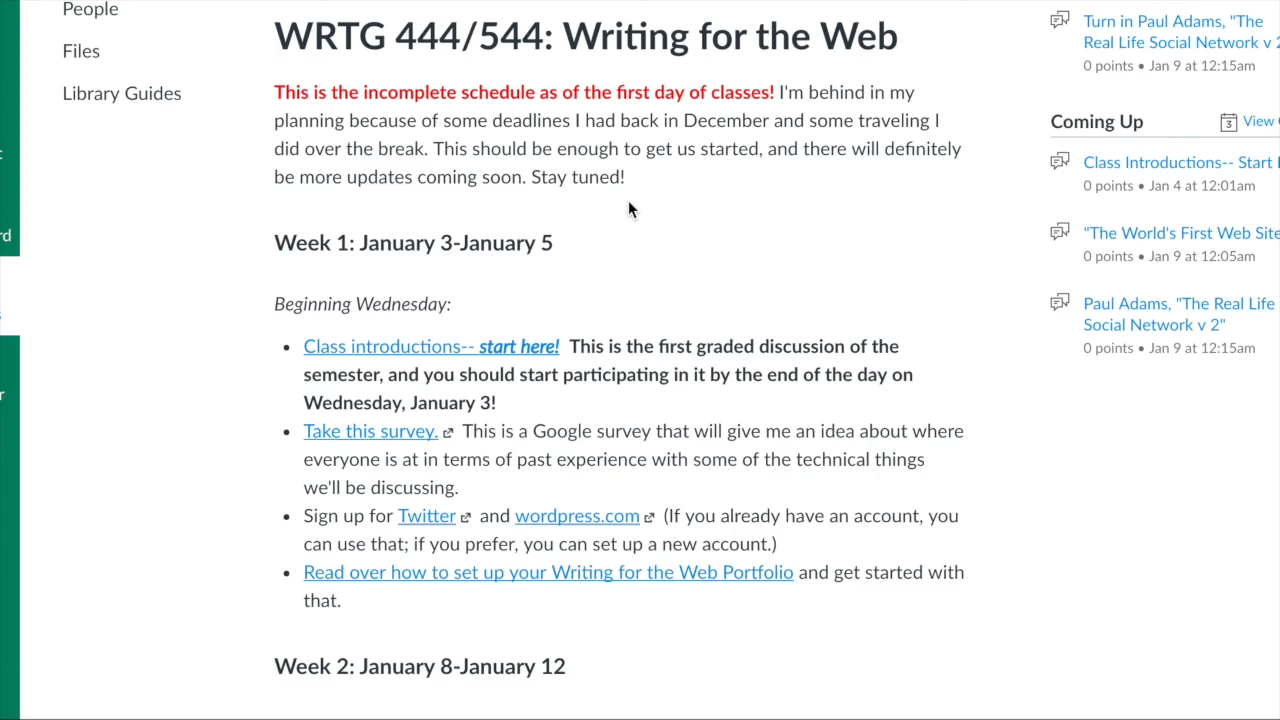 People
Files
Library Guides
rd
WRTG 444/544: Writing for the Web
This is the incomplete schedule as of the first day of classes! I'm behind in my
planning because of some deadlines I had back in December and some traveling I
did over the break. This should be enough to get us started, and there will definitely
be more updates coming soon. Stay tuned!
Week 1: January 3-January 5
Beginning Wednesday:
Class introductions-- start here! This is the first graded discussion of the
semester, and you should start participating in it by the end of the day on
Wednesday, January 3!
Take this survey. This is a Google survey that will give me an idea about where
everyone is at in terms of past experience with some of the technical things
we'll be discussing.
Sign up for Twitter and wordpress.com (If you already have an account, you
can use that; if you prefer, you can set up a new account.)
Read over how to set up your Writing for the Web Portfolio and get started with
that.
Week 2: January 8-January 12
Turn in Paul Adams, "The
Real Life Social Network v 2
0 points • Jan 9 at 12:15am
Coming Up
3
View
Class Introductions-- Start
0 points • Jan 4 at 12:01am
"The World's First Web Site
0 points • Jan 9 at 12:05am
Paul Adams, "The Real Life
Social Network v 2"
0 points • Jan 9 at 12:15am